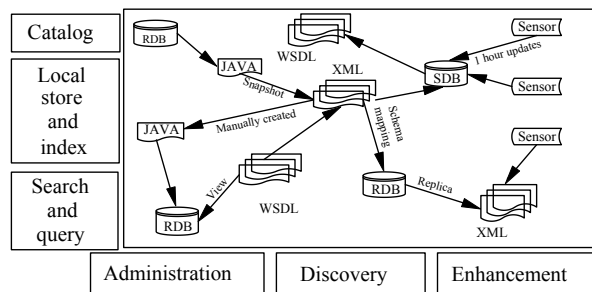 Catalog
Local
store
and
index
Search
and
query
RDB
JAVA
Snapshot
WSDL
XML
SDB
1 hour updates
Sensor
Sensor
Manually created
JAVA
Schema
mapping
Sensor
View
RDB
WSDL
RDB
Replica
XML
Administration
Discovery
Enhancement